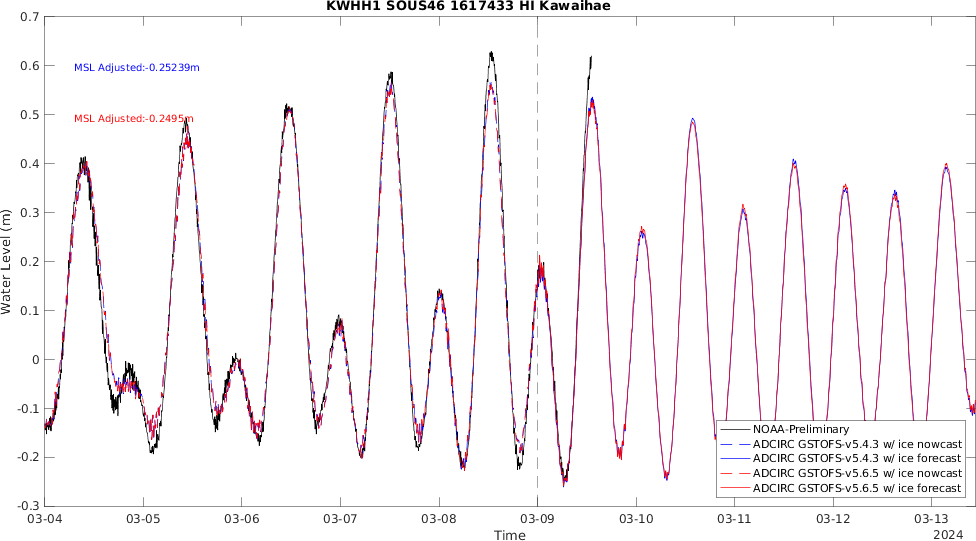 KWHH1 SOUS46 1617433 HI Kawaihae
0.7
0.6
0.5
0.4
0.3
0.2
0.1
0
-0.1
-0.2
-0.3
Water Level (m)
MSL Adjusted:-0.25239m
MSL Adjusted:-0.2495m
NOAA-Preliminary
ADCIRC GSTOFS-v5.4.3 w/ ice nowcast
ADCIRC GSTOFS-v5.4.3 w/ ice forecast
ADCIRC GSTOFS-v5.6.5 w/ ice nowcast
ADCIRC GSTOFS-v5.6.5 w/ ice forecast
03-04 03-05 03-06 03-07 03-08 03-09 03-10 03-11 03-12 03-13
Time
2024